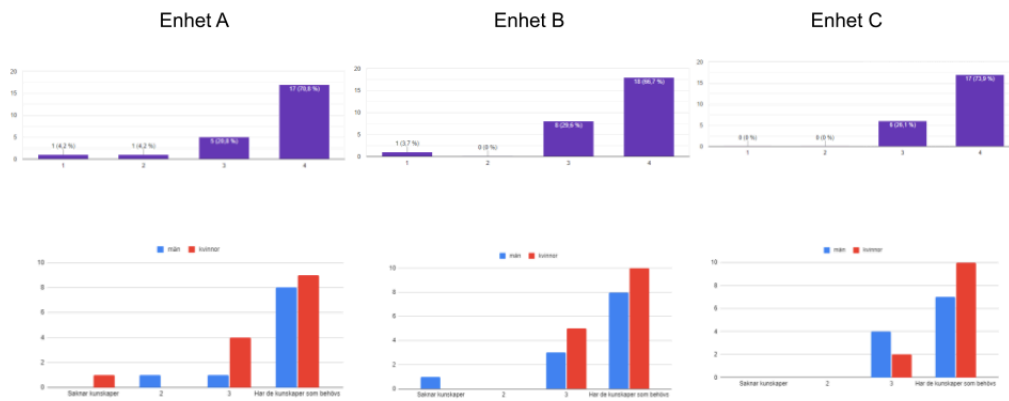 Enhet A
Enhet B
Enhet C
20
15
10
5
0
1 (4,2 %)
1 (4,2 %)
5 (20,8 %)
17 (70,8 %)
1
2
3
4
20
15
10
5
0
1 (3,7 %)
0 (0 %)
8 (29,6 %)
18 (66,7 %)
1
2
3
4
20
15
10
5
0
0 (0 %)
0 (0 %)
6 (26,1 %)
17 (73,9 %)
1
2
3
4
män
kvinnor
10
8
6
4
2
0
Saknar kunskaper
2
3
Har de kunskaper som behövs
män
kvinnor
10
8
6
4
2
0
Saknar kunskaper
2
3
Har de kunskaper som behövs
män
kvinnor
10
8
6
4
2
0
Saknar kunskaper
2
3
Har de kunskaper som behövs